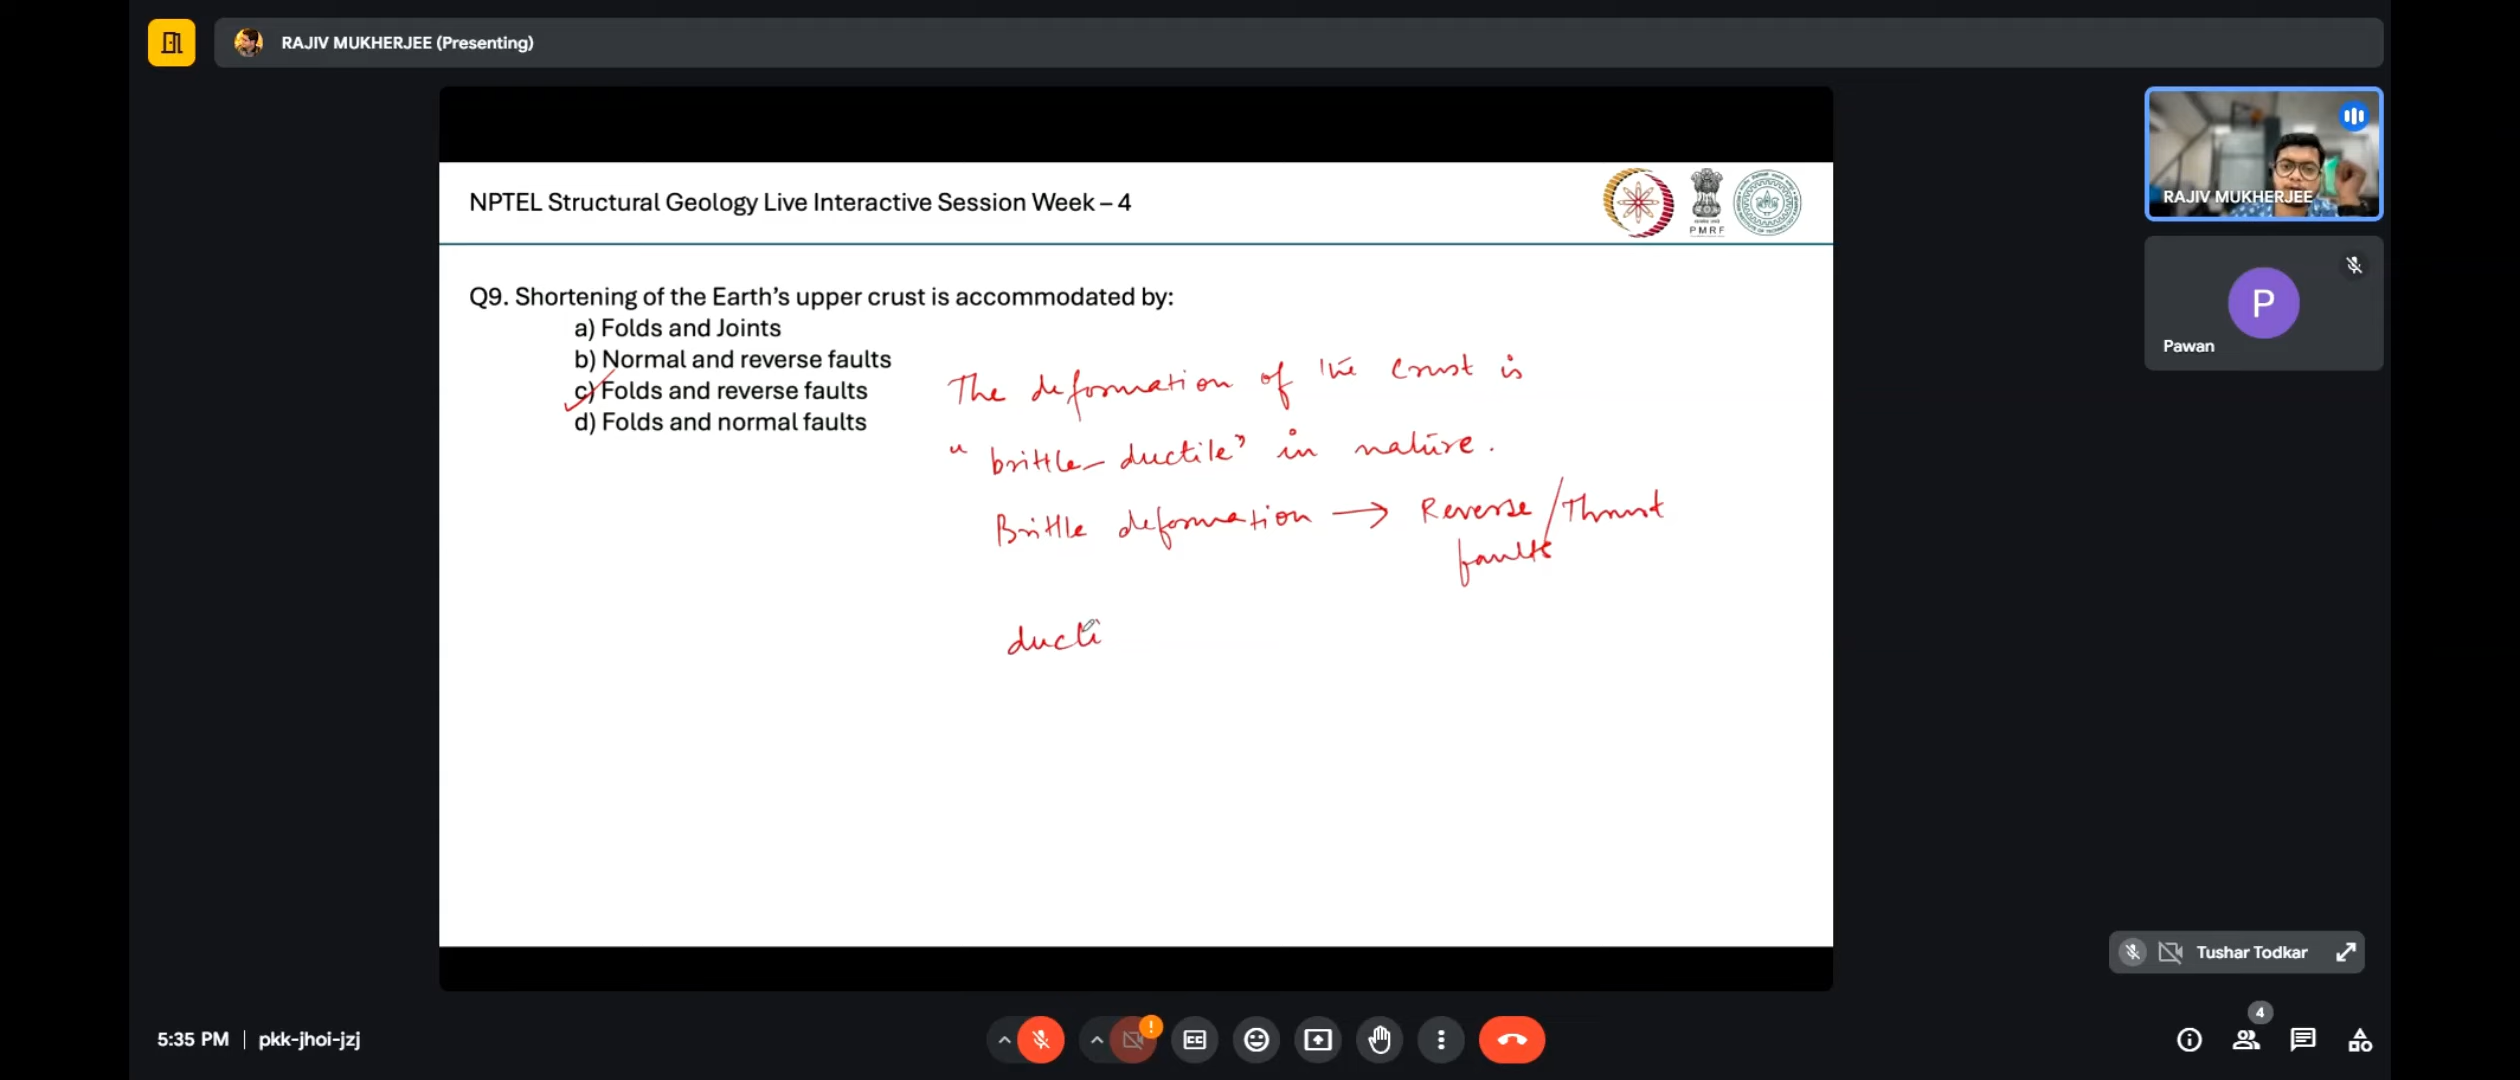 RAJIV MUKHERJEE (Presenting)
NPTEL Structural Geology Live Interactive Session Week – 4
PMRF
RAJIV MUKHERJEE
P
Pawan
Q9. Shortening of the Earth's upper crust is accommodated by:
a) Folds and Joints
b) Normal and reverse faults
c) Folds and reverse faults
d) Folds and normal faults
The deformation of the crust is
"brittle-ductile" in nature.
Brittle deformation → Reverse/Thrust
faults
ducti
Tushar Todkar
5:35 PM | pkk-jhoi-jzj
CC
4